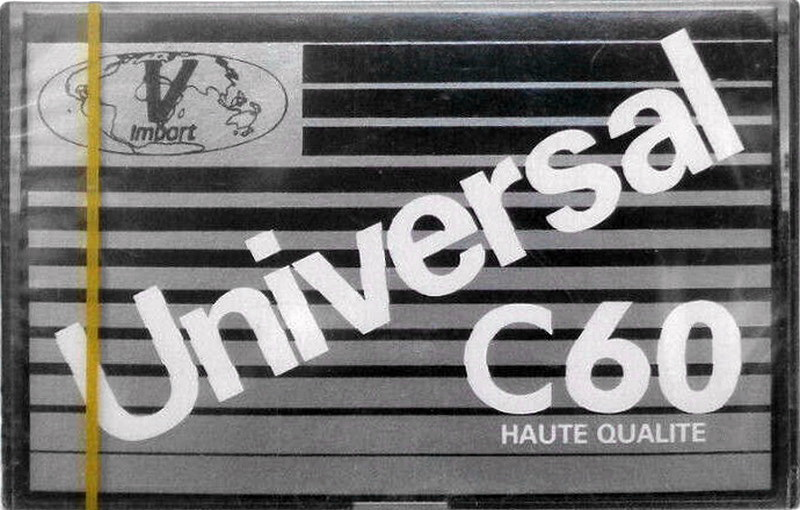 V
Import
Universal
C60
HAUTE QUALITE